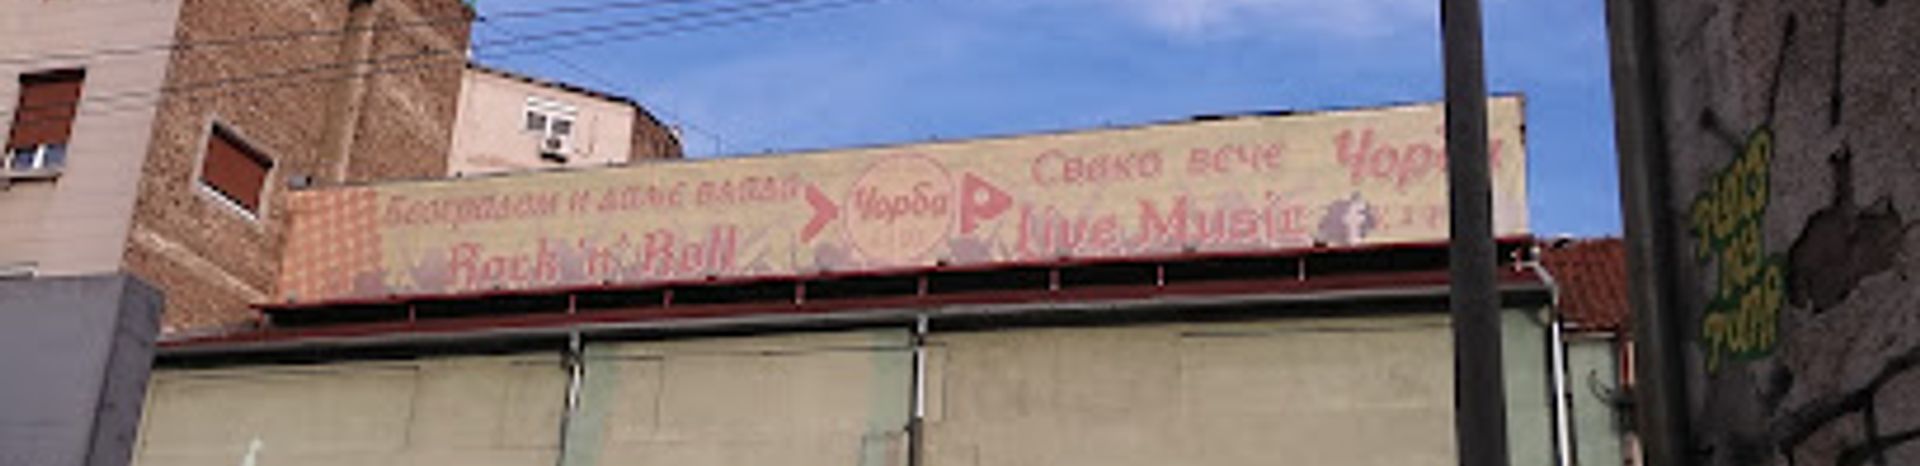 Београдом и даље влада
Rock 'n' Roll
Чорба
Свако вече
Live Music